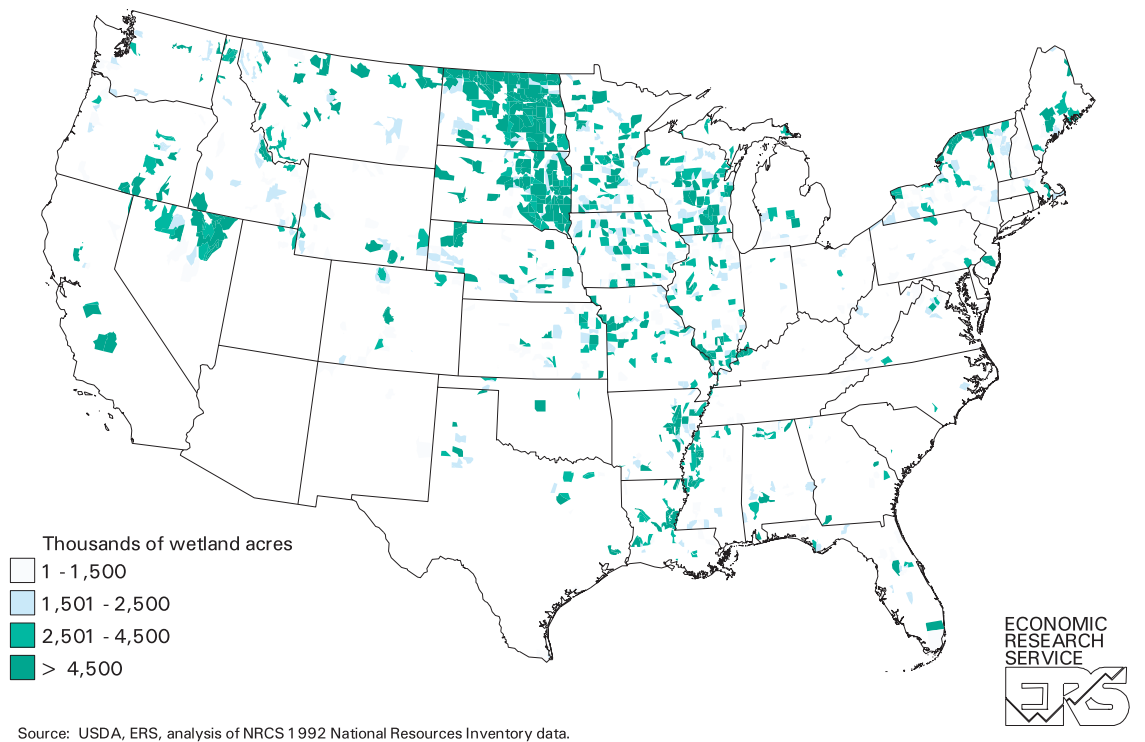 Thousands of wetland acres
1 - 1,500
1,501 - 2,500
2,501 - 4,500
> 4,500
ECONOMIC
RESEARCH
SERVICE
ERS
Source: USDA, ERS, analysis of NRCS 1992 National Resources Inventory data.